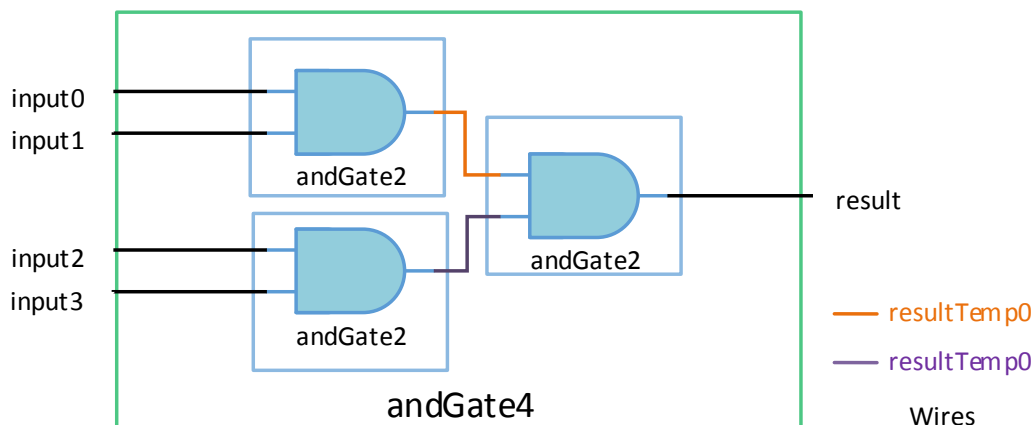 input0
input1
andGate2
input2
input3
andGate2
andGate2
result
resultTemp0
resultTemp0
andGate4
Wires